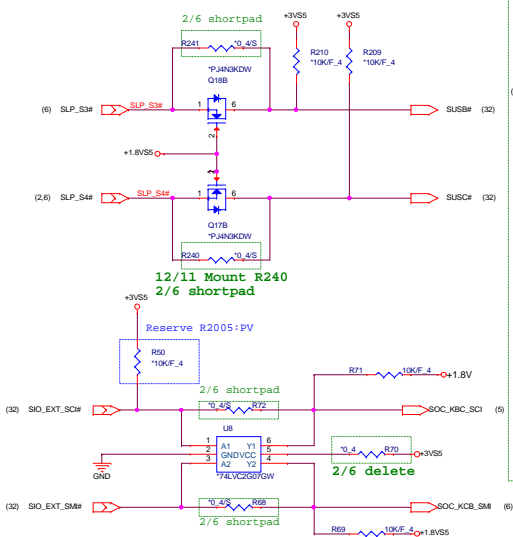 2/6 shortpad
+3VS5 +3VS5
R241 *0_4/S
R210 R209
*10K/F_4 *10K/F_4
*PJ4N3KDW
Q18B
(6) SLP_S3# SLP_S3# 1 6 SUSB# (32)
2
+1.8VS5
2
(2,6) SLP_S4# SLP_S4# 1 6 SUSC# (32)
Q17B
*PJ4N3KDW
R240 *0_4/S
12/11 Mount R240
2/6 shortpad
+3VS5
Reserve R2005:PV
R50
*10K/F_4
R71 10K/F_4 +1.8V
2/6 shortpad
(32) SIO_EXT_SCI# *0_4/S R72 SOC_KBC_SCI (5)
U8
1 A1 Y1 6
2 GND VCC 5 *0_4 R70 +3VS5
3 A2 Y2 4
GND
*74LVC2G07GW
2/6 delete
(32) SIO_EXT_SMI# *0_4/S R68 SOC_KCB_SMI (6)
2/6 shortpad
R69 10K/F_4 +1.8VS5